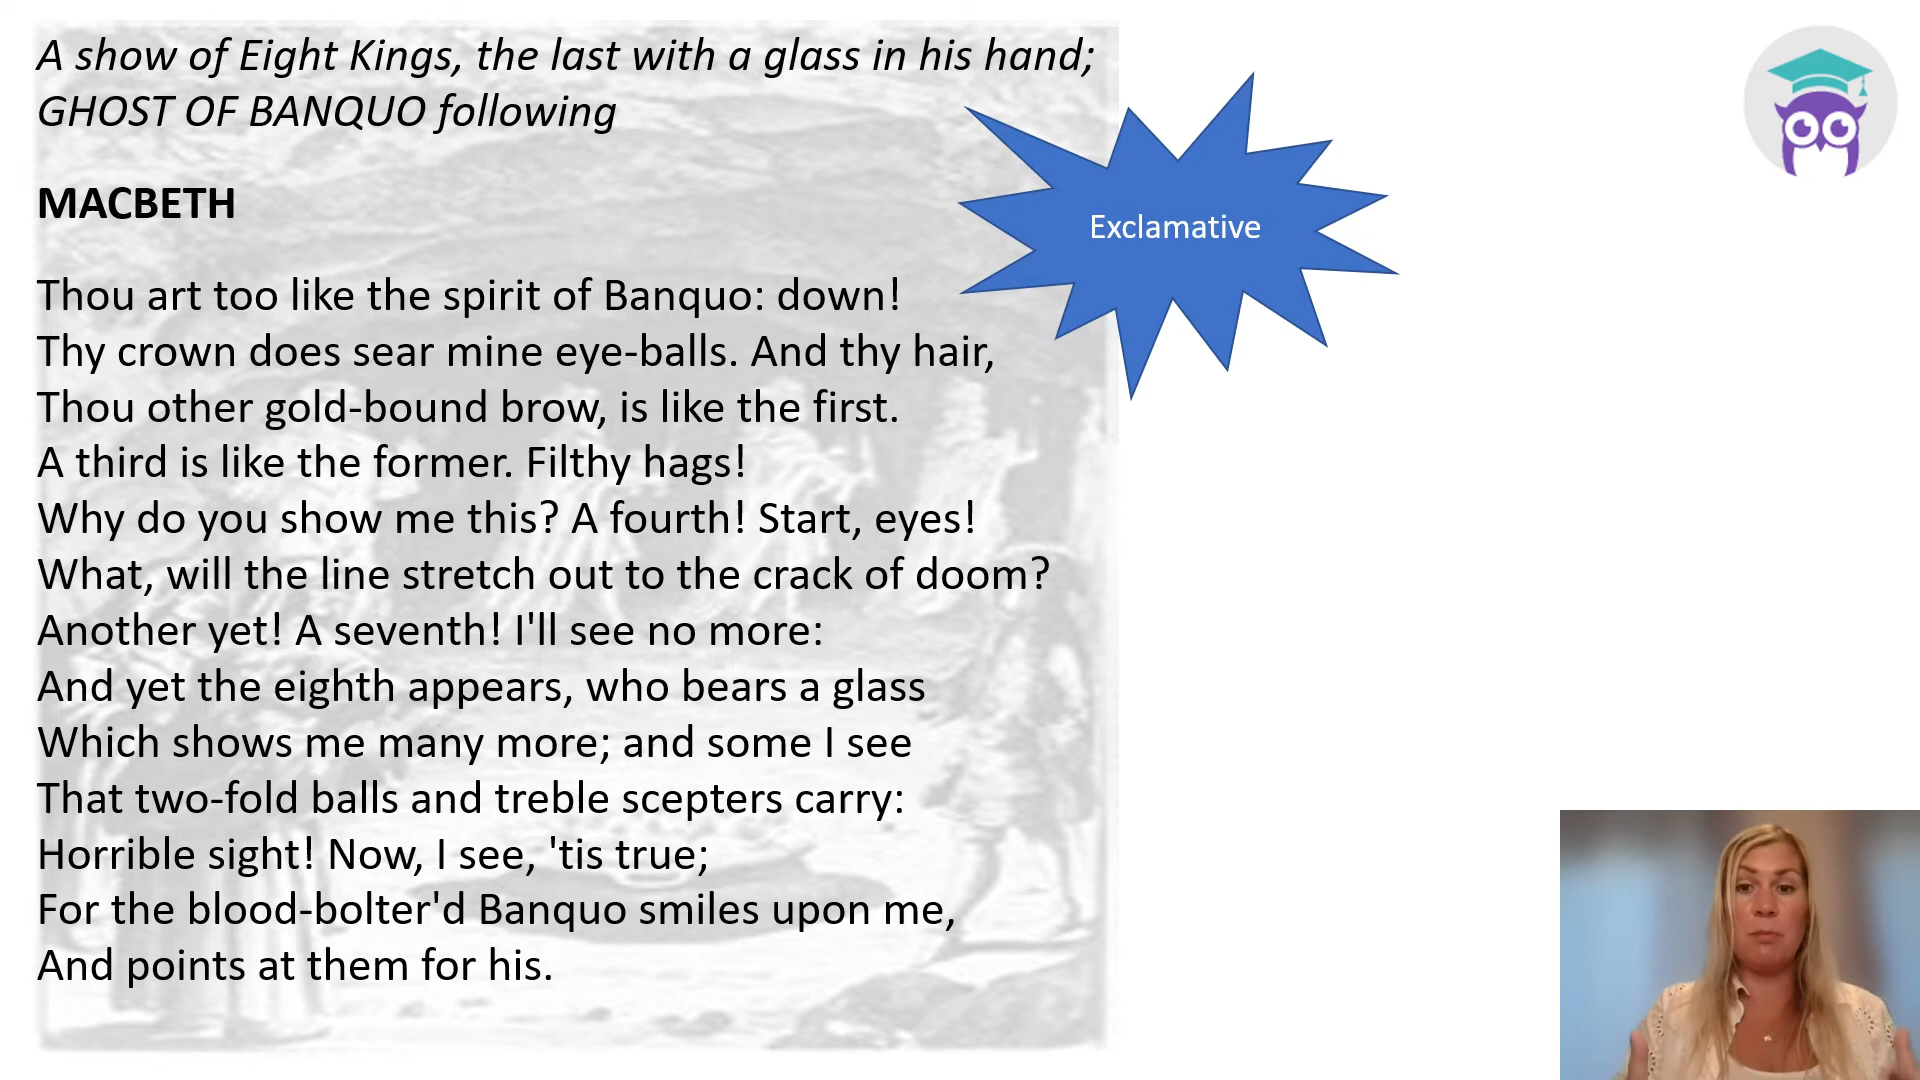 A show of Eight Kings, the last with a glass in his hand;
GHOST OF BANQUO following
MACBETH
Exclamative
Thou art too like the spirit of Banquo: down!
Thy crown does sear mine eye-balls. And thy hair,
Thou other gold-bound brow, is like the first.
A third is like the former. Filthy hags!
Why do you show me this? A fourth! Start, eyes!
What, will the line stretch out to the crack of doom?
Another yet! A seventh! I'll see no more:
And yet the eighth appears, who bears a glass
Which shows me many more; and some I see
That two-fold balls and treble scepters carry:
Horrible sight! Now, I see, 'tis true;
For the blood-bolter'd Banquo smiles upon me,
And points at them for his.